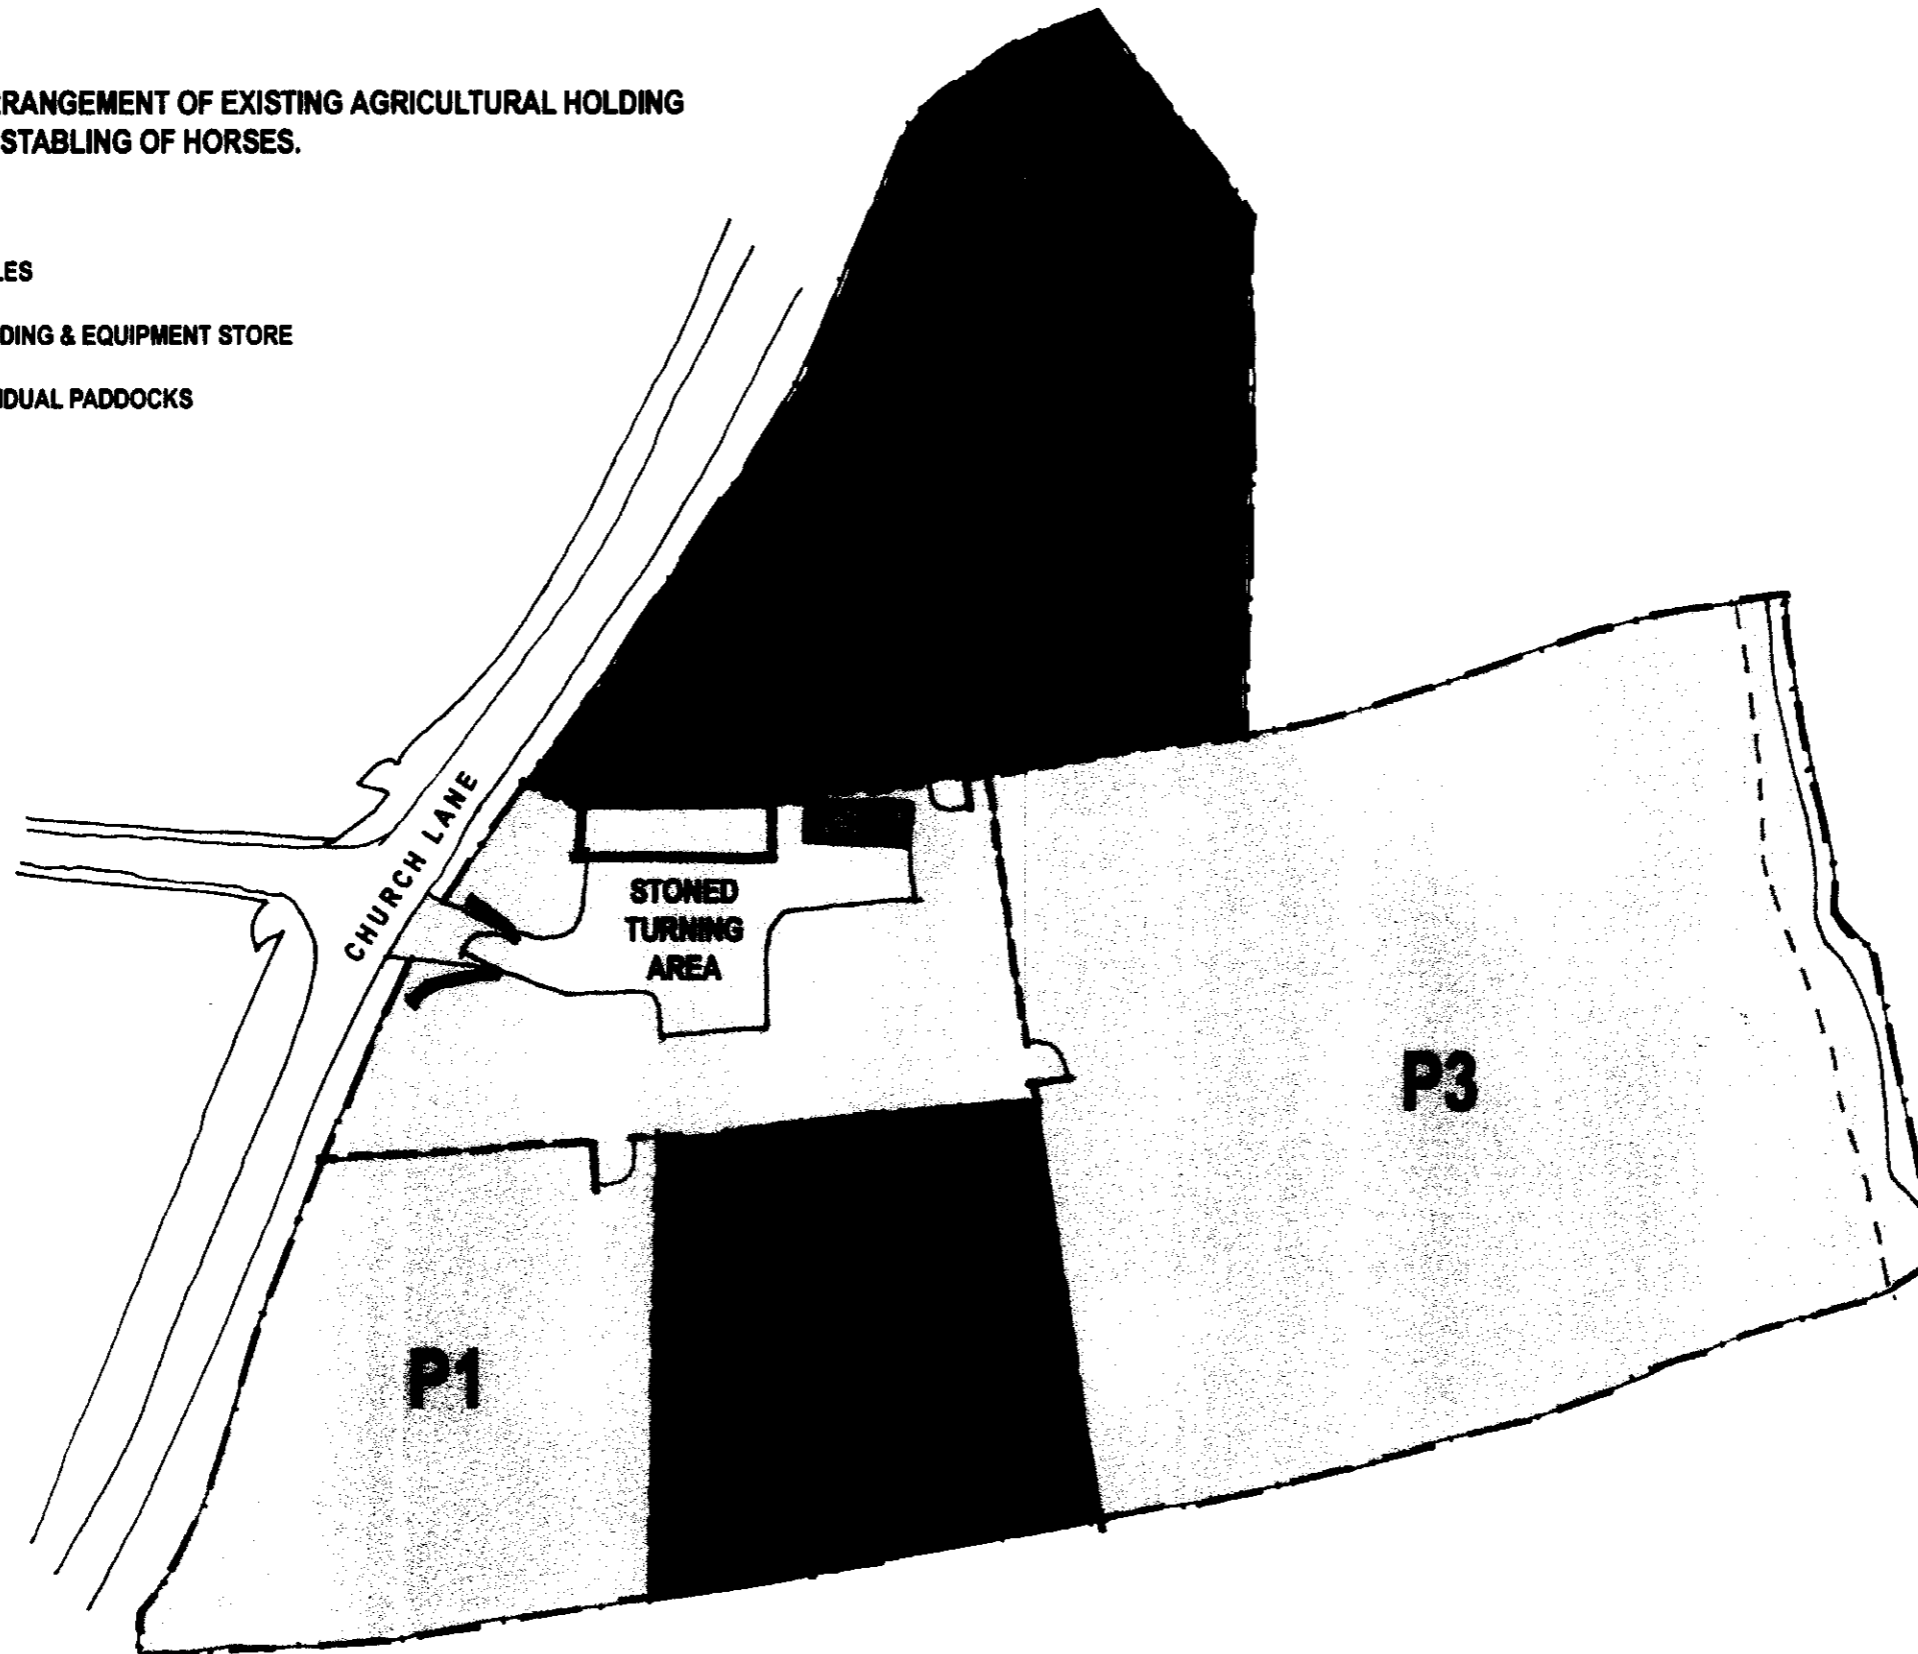 RANGEMENT OF EXISTING AGRICULTURAL HOLDING
STABLING OF HORSES.
LES
DING & EQUIPMENT STORE
IDUAL PADDOCKS
CHURCH LANE
STONED
TURNING
AREA
P3
P1